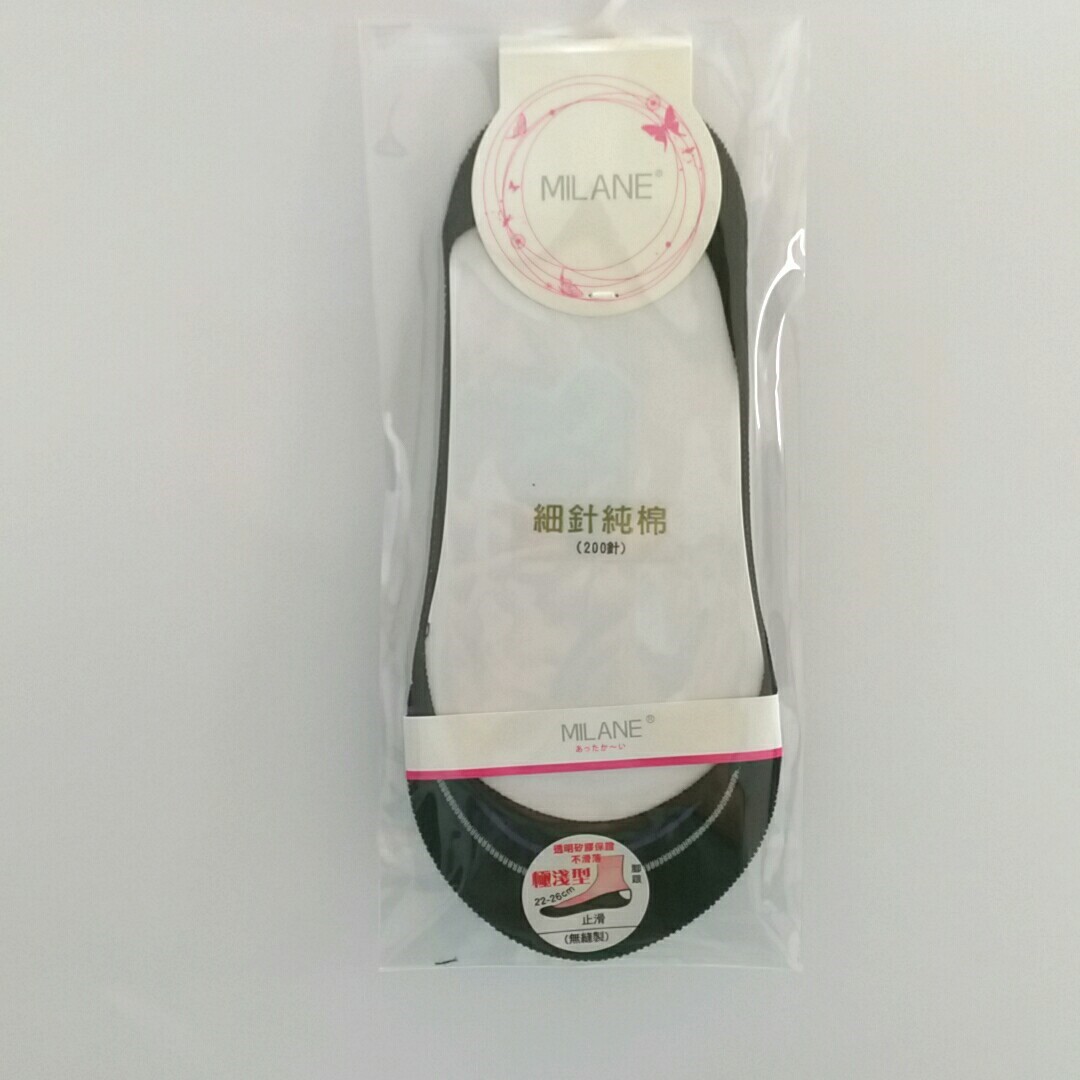 MILANE®
細針純棉
(200針)
MILANE®
あったか〜い
透明矽膠保證
不滑落
極淺型
腳跟
22-26cm
止滑
(無縫製)